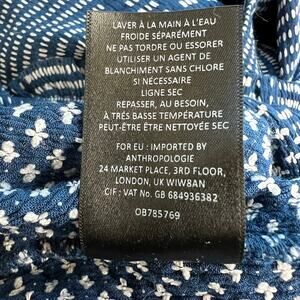 LAVER À LA MAIN À L'EAU
FROIDE SÉPARÉMENT
NE PAS TORDRE OU ESSORER
UTILISER UN AGENT DE
BLANCHIMENT SANS CHLORE
SI NÉCESSAIRE
LIGNE SEC
REPASSER, AU BESOIN,
À TRÉS BASSE TEMPÉRATURE
PEUT-ÊTRE ÊTRE NETTOYÉE SEC
FOR EU : IMPORTED BY
ANTHROPOLOGIE
24 MARKET PLACE, 3RD FLOOR,
LONDON, UK W1W8AN
CIF : VAT No. GB 684936382
OB785769